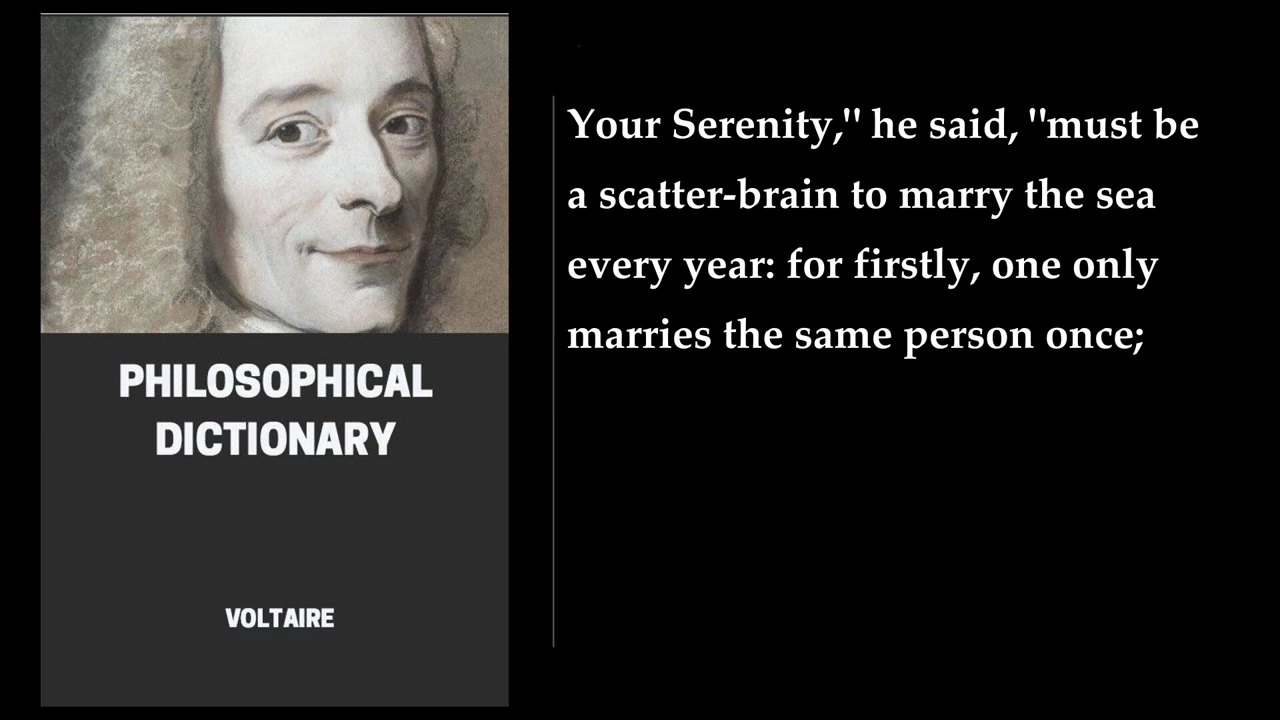 PHILOSOPHICAL
DICTIONARY
VOLTAIRE
Your Serenity," he said, "must be
a scatter-brain to marry the sea
every year: for firstly, one only
marries the same person once;